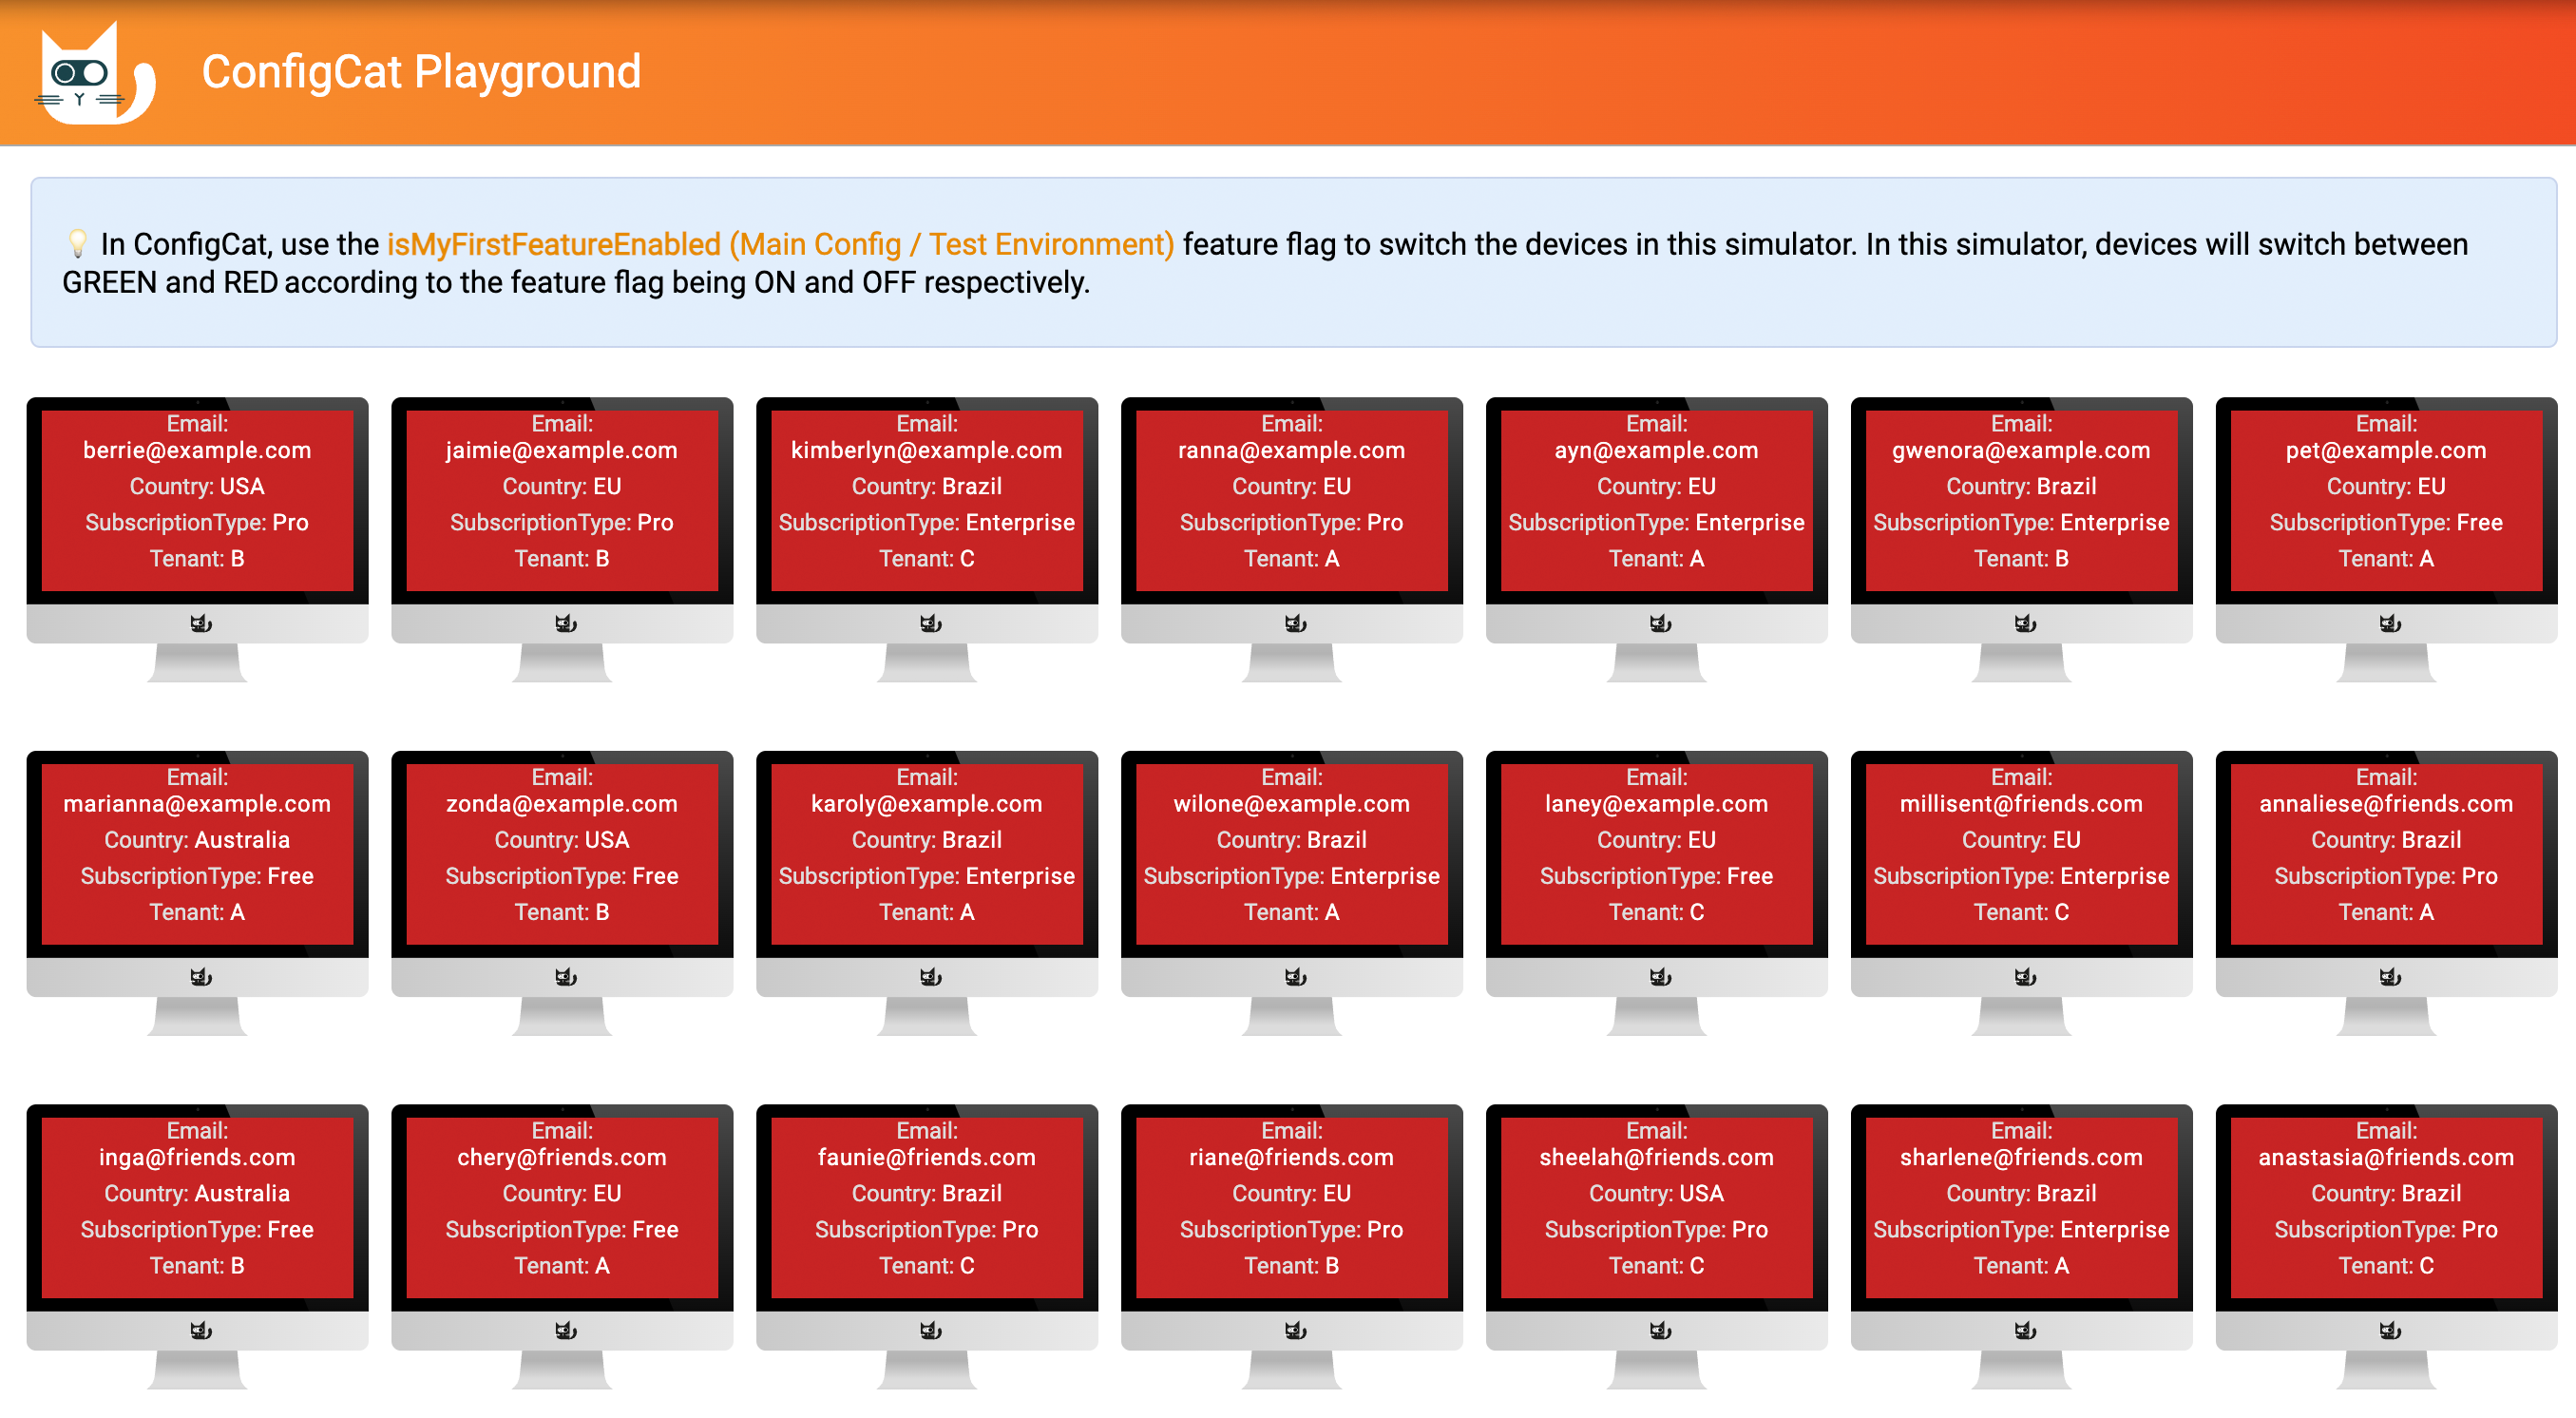 ConfigCat Playground
💡 In ConfigCat, use the isMyFirstFeatureEnabled (Main Config / Test Environment) feature flag to switch the devices in this simulator. In this simulator, devices will switch between
GREEN and RED according to the feature flag being ON and OFF respectively.
Email:
berrie@example.com
Country: USA
SubscriptionType: Pro
Tenant: B
Email:
jaimie@example.com
Country: EU
SubscriptionType: Pro
Tenant: B
Email:
kimberlyn@example.com
Country: Brazil
SubscriptionType: Enterprise
Tenant: C
Email:
ranna@example.com
Country: EU
SubscriptionType: Pro
Tenant: A
Email:
ayn@example.com
Country: EU
SubscriptionType: Enterprise
Tenant: A
Email:
gwenora@example.com
Country: Brazil
SubscriptionType: Enterprise
Tenant: B
Email:
pet@example.com
Country: EU
SubscriptionType: Free
Tenant: A
Email:
marianna@example.com
Country: Australia
SubscriptionType: Free
Tenant: A
Email:
zonda@example.com
Country: USA
SubscriptionType: Free
Tenant: B
Email:
karoly@example.com
Country: Brazil
SubscriptionType: Enterprise
Tenant: A
Email:
wilone@example.com
Country: Brazil
SubscriptionType: Enterprise
Tenant: A
Email:
laney@example.com
Country: EU
SubscriptionType: Free
Tenant: C
Email:
millisent@friends.com
Country: EU
SubscriptionType: Enterprise
Tenant: C
Email:
annaliese@friends.com
Country: Brazil
SubscriptionType: Pro
Tenant: A
Email:
inga@friends.com
Country: Australia
SubscriptionType: Free
Tenant: B
Email:
chery@friends.com
Country: EU
SubscriptionType: Free
Tenant: A
Email:
faunie@friends.com
Country: Brazil
SubscriptionType: Pro
Tenant: C
Email:
riane@friends.com
Country: EU
SubscriptionType: Pro
Tenant: B
Email:
sheelah@friends.com
Country: USA
SubscriptionType: Pro
Tenant: C
Email:
sharlene@friends.com
Country: Brazil
SubscriptionType: Enterprise
Tenant: A
Email:
anastasia@friends.com
Country: Brazil
SubscriptionType: Pro
Tenant: C